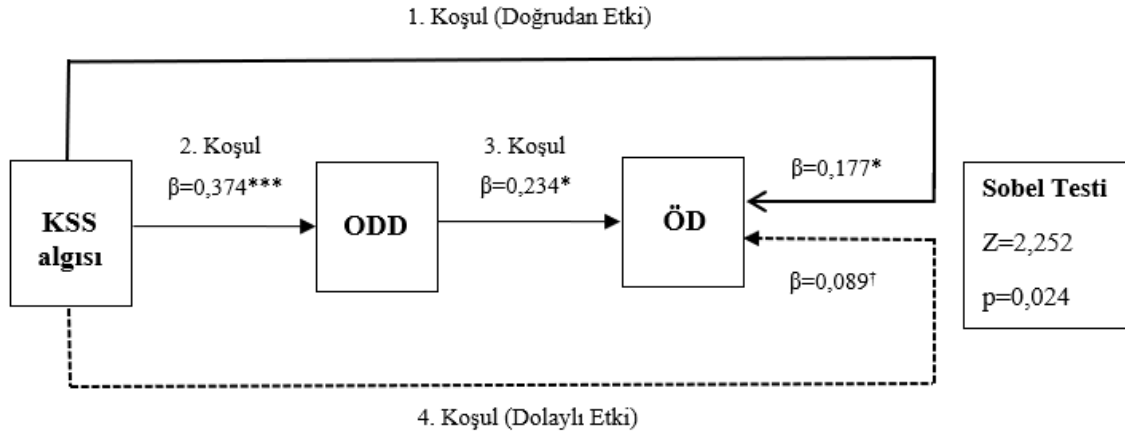 1. Koşul (Doğrudan Etki)
2. Koşul
β=0,374***
3. Koşul
β=0,234*
β=0,177*
KSS
algısı
ODD
ÖD
β=0,089†
Sobel Testi
Z=2,252
p=0,024
4. Koşul (Dolaylı Etki)